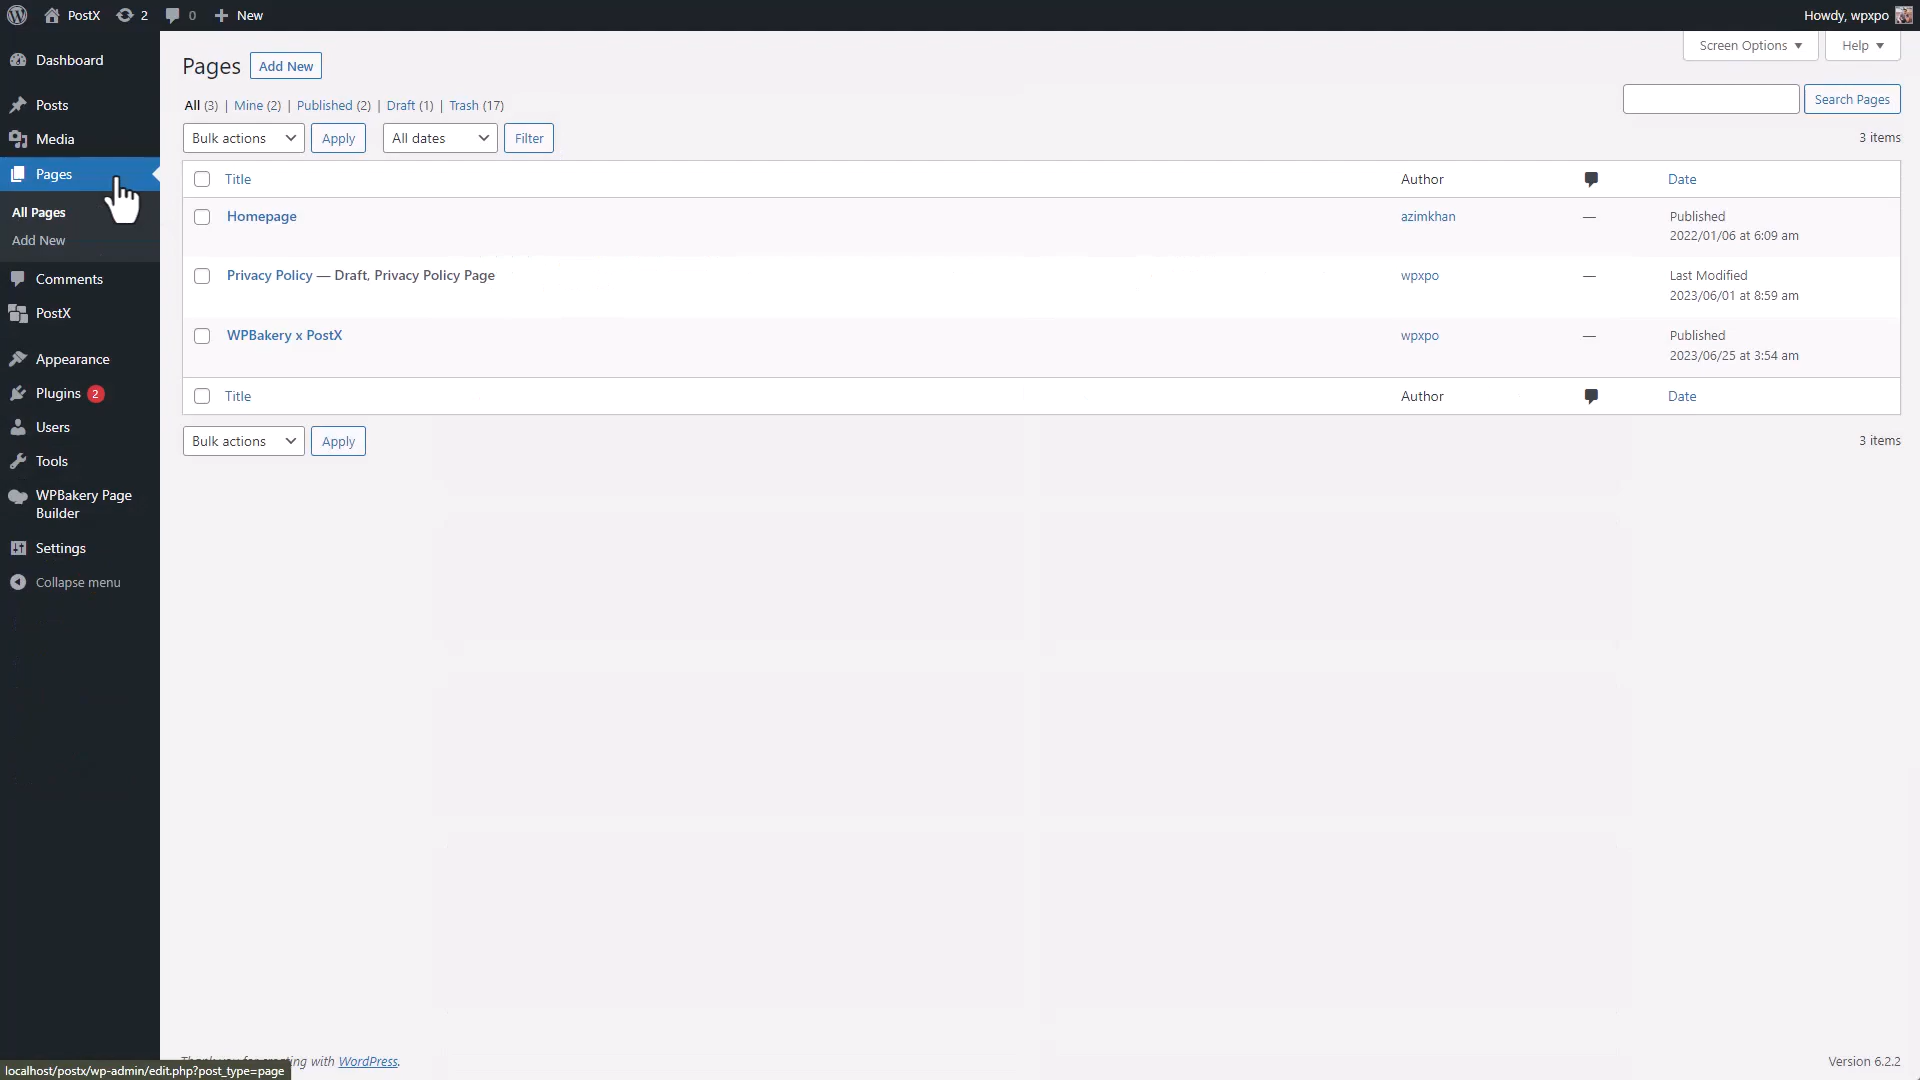 PostX
2
0
New
Howdy, wpxpo
Dashboard
Posts
Media
Pages
All Pages
Add New
Comments
PostX
Appearance
Plugins 2
Users
Tools
WPBakery Page
Builder
Settings
Collapse menu
Screen Options
Help
Pages
Add New
All (3) | Mine (2) | Published (2) | Draft (1) | Trash (17)
Search Pages
Bulk actions
Apply
All dates
Filter
3 items
Title
Author
Date
Homepage
azimkhan
—
Published
2022/01/06 at 6:09 am
Privacy Policy — Draft, Privacy Policy Page
wpxpo
—
Last Modified
2023/06/01 at 8:59 am
WPBakery x PostX
wpxpo
—
Published
2023/06/25 at 3:54 am
Title
Author
Date
Bulk actions
Apply
3 items
Thank you for creating with WordPress.
Version 6.2.2
localhost/postx/wp-admin/edit.php?post_type=page